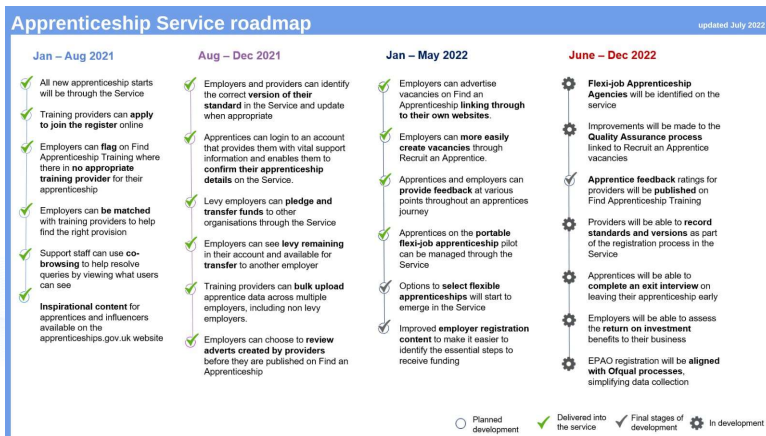 Apprenticeship Service roadmap
updated July 2022
Jan – Aug 2021
All new apprenticeship starts
will be through the Service
Training providers can apply
to join the register online
Employers can flag on Find
Apprenticeship Training where
there in no appropriate
training provider for their
apprenticeship
Employers can be matched
with training providers to help
find the right provision
Support staff can use co-
browsing to help resolve
queries by viewing what users
can see
Inspirational content for
apprentices and influencers
available on the
apprenticeships.gov.uk website
Aug – Dec 2021
Employers and providers can identify
the correct version of their
standard in the Service and update
when appropriate
Apprentices can login to an account
that provides them with vital support
information and enables them to
confirm their apprenticeship
details on the Service.
Levy employers can pledge and
transfer funds to other
organisations through the Service
Employers can see levy remaining
in their account and available for
transfer to another employer
Training providers can bulk upload
apprentice data across multiple
employers, including non levy
employers.
Employers can choose to review
adverts created by providers
before they are published on Find an
Apprenticeship
Jan – May 2022
Employers can advertise
vacancies on Find an
Apprenticeship linking through
to their own websites.
Employers can more easily
create vacancies through
Recruit an Apprentice.
Apprentices and employers can
provide feedback at various
points throughout an apprentices
journey
Apprentices on the portable
flexi-job apprenticeship pilot
can be managed through the
Service
Options to select flexible
apprenticeships will start to
emerge in the Service
Improved employer registration
content to make it easier to
identify the essential steps to
receive funding
June – Dec 2022
Flexi-job Apprenticeship
Agencies will be identified on the
service
Improvements will be made to the
Quality Assurance process
linked to Recruit an Apprentice
vacancies
Apprentice feedback ratings for
providers will be published on
Find Apprenticeship Training
Providers will be able to record
standards and versions as part
of the registration process in the
Service
Apprentices will be able to
complete an exit interview on
leaving their apprenticeship early
Employers will be able to assess
the return on investment
benefits to their business
EPAO registration will be aligned
with Ofqual processes,
simplifying data collection
Planned
development
Delivered into
the service
Final stages of
development
In development